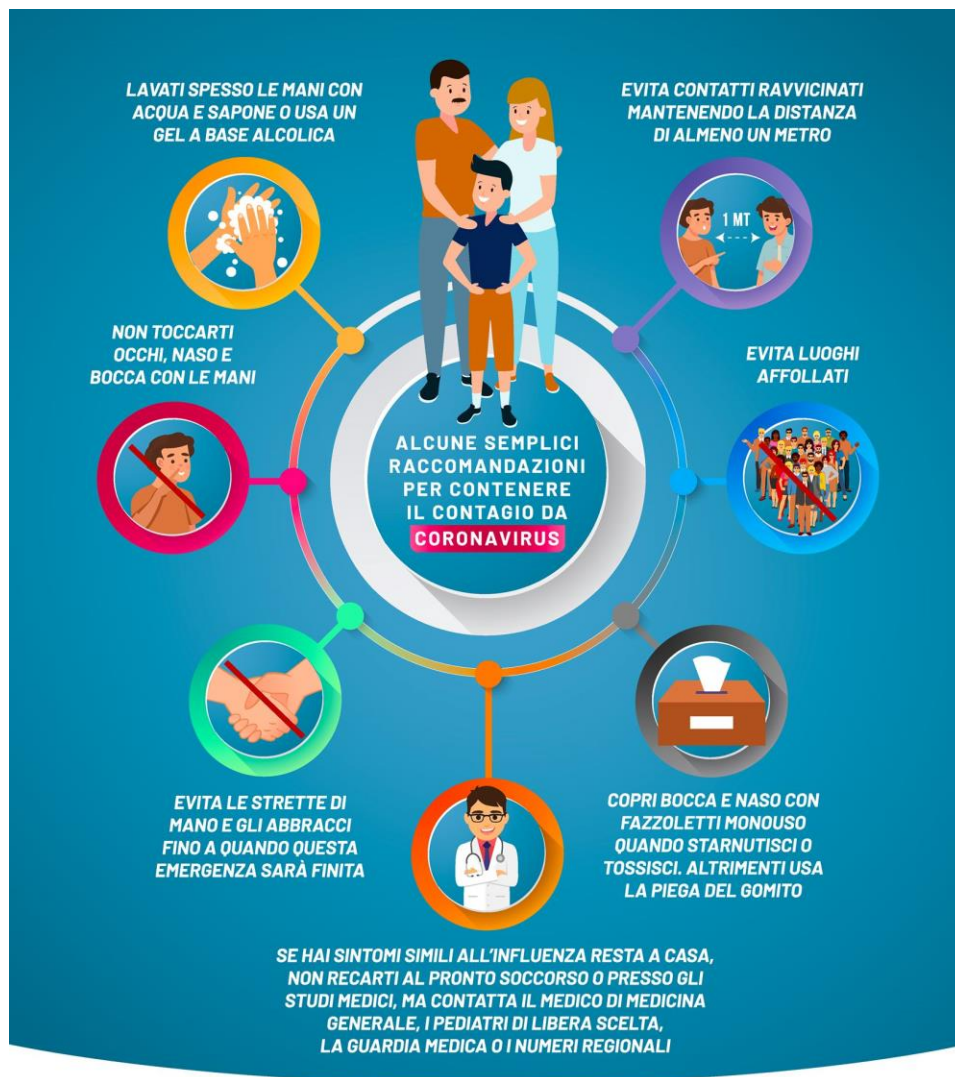 LAVATI SPESSO LE MANI CON
ACQUA E SAPONE O USA UN
GEL A BASE ALCOLICA
EVITA CONTATTI RAVVICINATI
MANTENENDO LA DISTANZA
DI ALMENO UN METRO
1 MT
NON TOCCARTI
OCCHI, NASO E
BOCCA CON LE MANI
EVITA LUOGHI
AFFOLLATI
ALCUNE SEMPLICI
RACCOMANDAZIONI
PER CONTENERE
IL CONTAGIO DA
CORONAVIRUS
EVITA LE STRETTE DI
MANO E GLI ABBRACCI
FINO A QUANDO QUESTA
EMERGENZA SARÀ FINITA
COPRI BOCCA E NASO CON
FAZZOLETTI MONOUSO
QUANDO STARNUTISCI O
TOSSISCI. ALTRIMENTI USA
LA PIEGA DEL GOMITO
SE HAI SINTOMI SIMILI ALL'INFLUENZA RESTA A CASA,
NON RECARTI AL PRONTO SOCCORSO O PRESSO GLI
STUDI MEDICI, MA CONTATTA IL MEDICO DI MEDICINA
GENERALE, I PEDIATRI DI LIBERA SCELTA,
LA GUARDIA MEDICA O I NUMERI REGIONALI